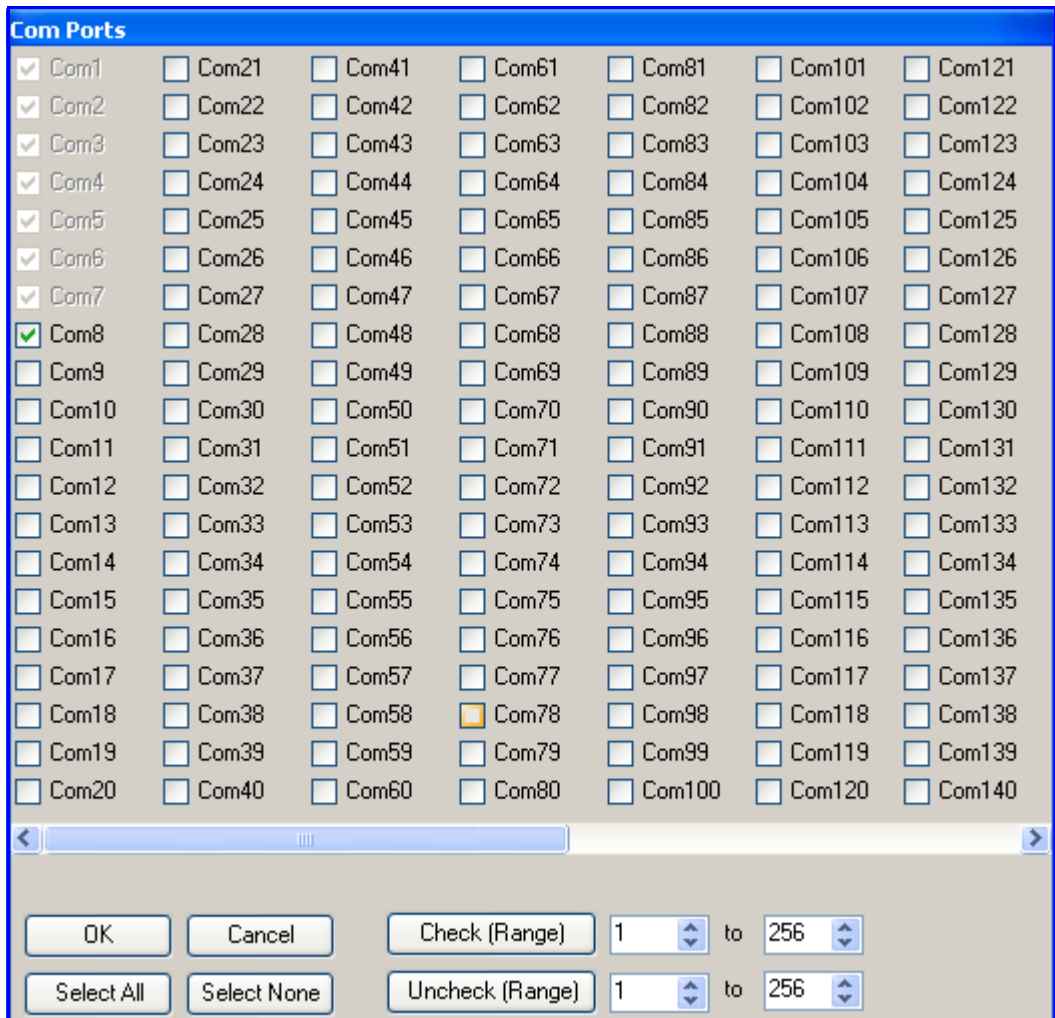 Com Ports
Com1 Com21 Com41 Com61 Com81 Com101 Com121
Com2 Com22 Com42 Com62 Com82 Com102 Com122
Com3 Com23 Com43 Com63 Com83 Com103 Com123
Com4 Com24 Com44 Com64 Com84 Com104 Com124
Com5 Com25 Com45 Com65 Com85 Com105 Com125
Com6 Com26 Com46 Com66 Com86 Com106 Com126
Com7 Com27 Com47 Com67 Com87 Com107 Com127
Com8 Com28 Com48 Com68 Com88 Com108 Com128
Com9 Com29 Com49 Com69 Com89 Com109 Com129
Com10 Com30 Com50 Com70 Com90 Com110 Com130
Com11 Com31 Com51 Com71 Com91 Com111 Com131
Com12 Com32 Com52 Com72 Com92 Com112 Com132
Com13 Com33 Com53 Com73 Com93 Com113 Com133
Com14 Com34 Com54 Com74 Com94 Com114 Com134
Com15 Com35 Com55 Com75 Com95 Com115 Com135
Com16 Com36 Com56 Com76 Com96 Com116 Com136
Com17 Com37 Com57 Com77 Com97 Com117 Com137
Com18 Com38 Com58 Com78 Com98 Com118 Com138
Com19 Com39 Com59 Com79 Com99 Com119 Com139
Com20 Com40 Com60 Com80 Com100 Com120 Com140
OK Cancel Check (Range) 1 to 256
Select All Select None Uncheck (Range) 1 to 256